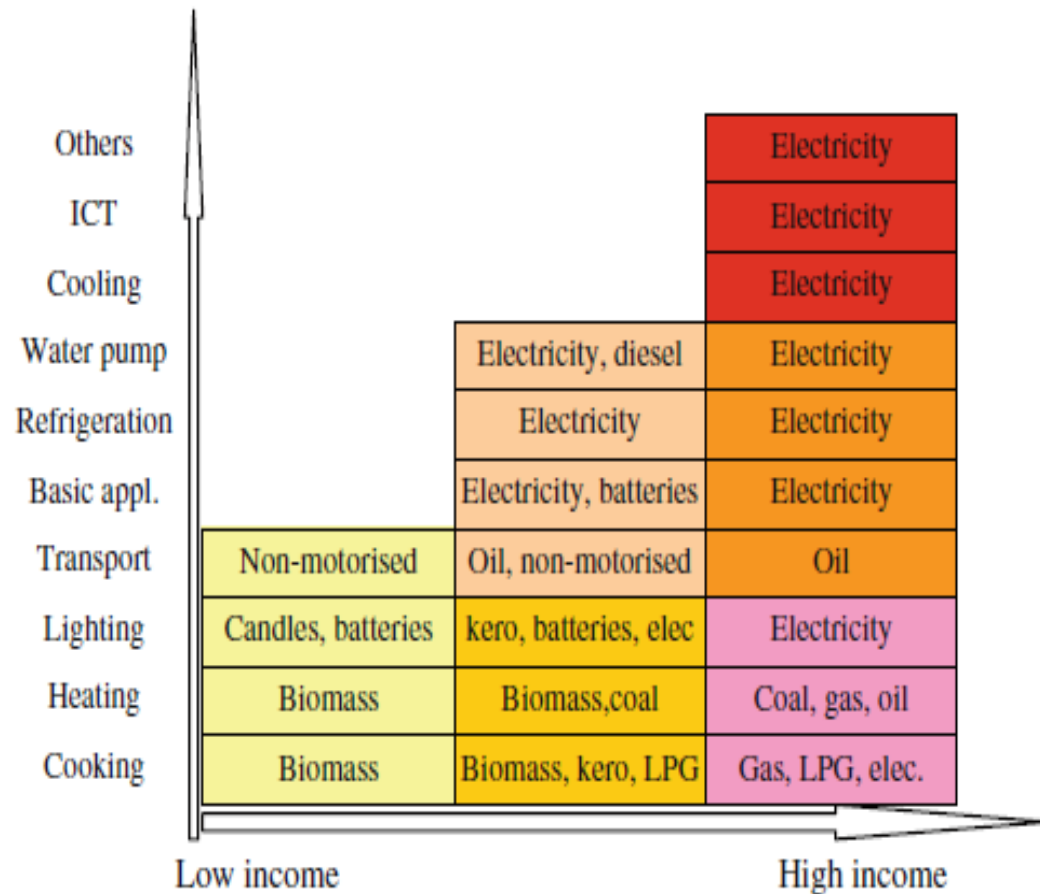 Others Electricity
ICT Electricity
Cooling Electricity
Water pump Electricity, diesel Electricity
Refrigeration Electricity Electricity
Basic appl. Electricity, batteries Electricity
Transport Non-motorised Oil, non-motorised Oil
Lighting Candles, batteries kero, batteries, elec Electricity
Heating Biomass Biomass,coal Coal, gas, oil
Cooking Biomass Biomass, kero, LPG Gas, LPG, elec.
Low income High income